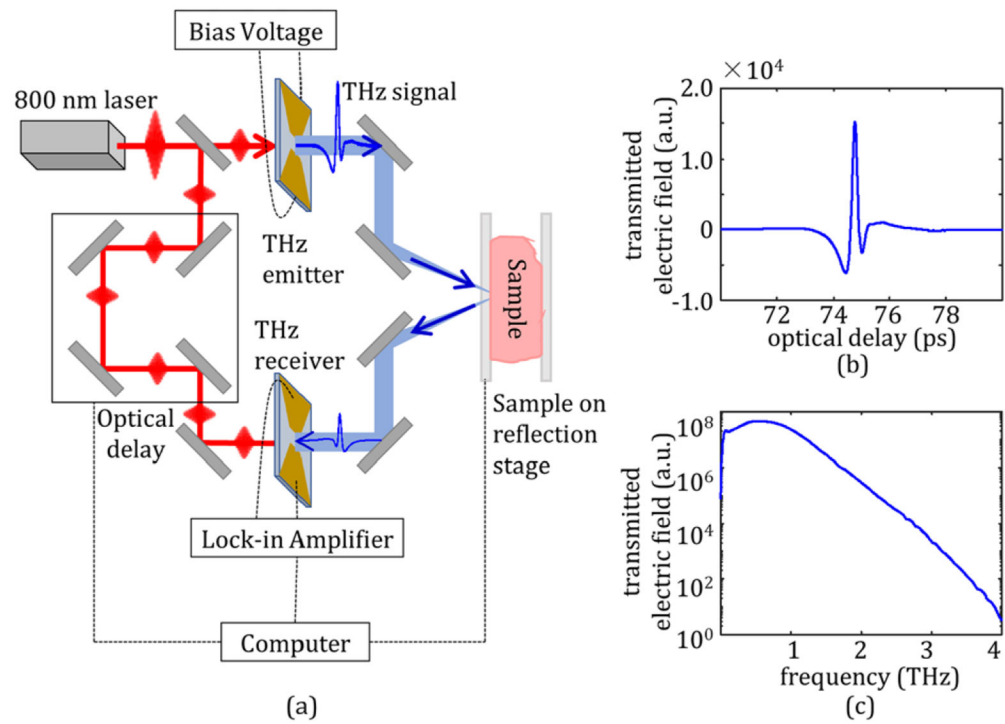 Bias Voltage
800 nm laser
THz signal
THz
emitter
THz
receiver
Optical
delay
Sample
Sample on
reflection
stage
Lock-in Amplifier
Computer
(a)
×10⁴
2.0
1.0
0
-1.0
transmitted
electric field (a.u.)
72 74 76 78
optical delay (ps)
(b)
10⁸
10⁶
10⁴
10²
10⁰
transmitted
electric field (a.u.)
1 2 3 4
frequency (THz)
(c)